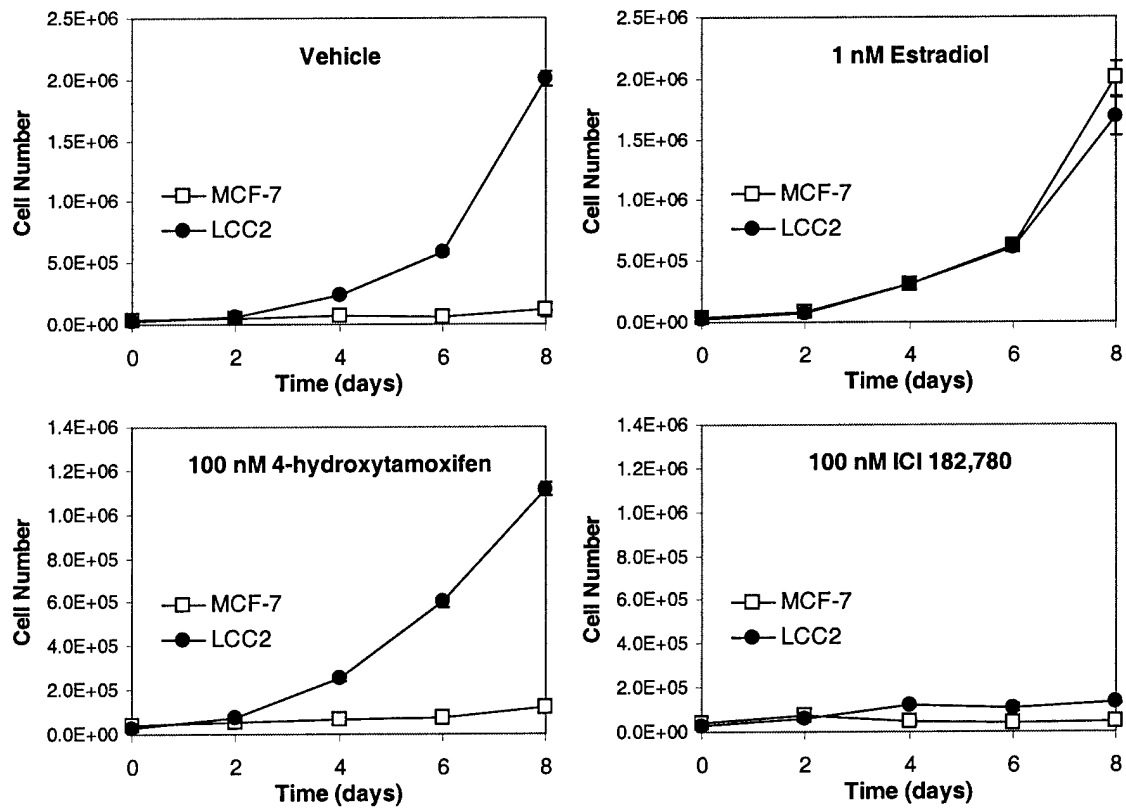 Vehicle
Cell Number
2.5E+06
2.0E+06
1.5E+06
1.0E+06
5.0E+05
0.0E+00
MCF-7
LCC2
0 2 4 6 8
Time (days)
1 nM Estradiol
Cell Number
2.5E+06
2.0E+06
1.5E+06
1.0E+06
5.0E+05
0.0E+00
MCF-7
LCC2
0 2 4 6 8
Time (days)
100 nM 4-hydroxytamoxifen
Cell Number
1.4E+06
1.2E+06
1.0E+06
8.0E+05
6.0E+05
4.0E+05
2.0E+05
0.0E+00
MCF-7
LCC2
0 2 4 6 8
Time (days)
100 nM ICI 182,780
Cell Number
1.4E+06
1.2E+06
1.0E+06
8.0E+05
6.0E+05
4.0E+05
2.0E+05
0.0E+00
MCF-7
LCC2
0 2 4 6 8
Time (days)